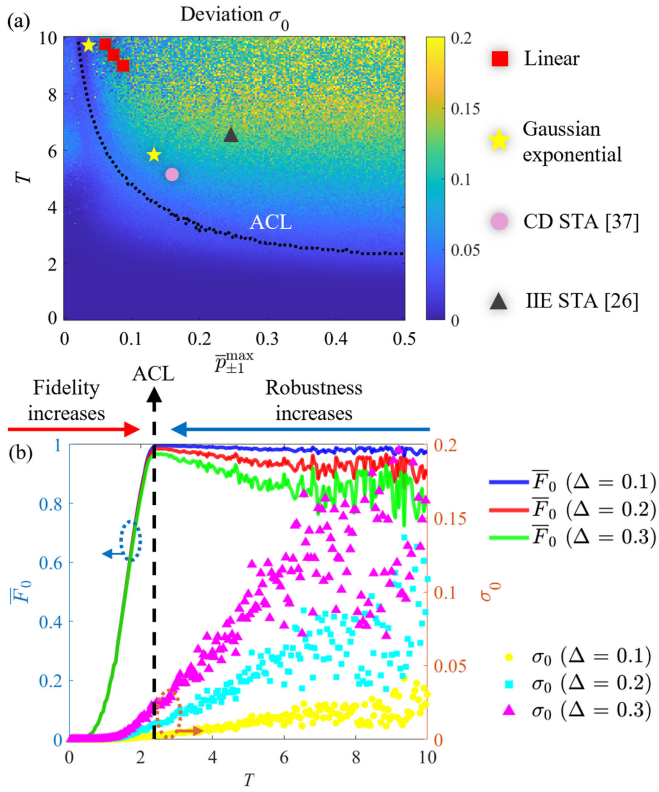 (a)
Deviation σ₀
10
8
6
4
2
0
T
0
0.1
0.2
0.3
0.4
0.5
p̅±1^max
ACL
0.2
0.15
0.1
0.05
0
Linear
Gaussian
exponential
CD STA [37]
IIE STA [26]
Fidelity
increases
ACL
Robustness
increases
(b)
1
0.8
0.6
0.4
0.2
0
F̅₀
0
2
4
6
8
10
T
0.2
0.15
0.1
0.05
0
σ₀
F̅₀ (Δ = 0.1)
F̅₀ (Δ = 0.2)
F̅₀ (Δ = 0.3)
σ₀ (Δ = 0.1)
σ₀ (Δ = 0.2)
σ₀ (Δ = 0.3)